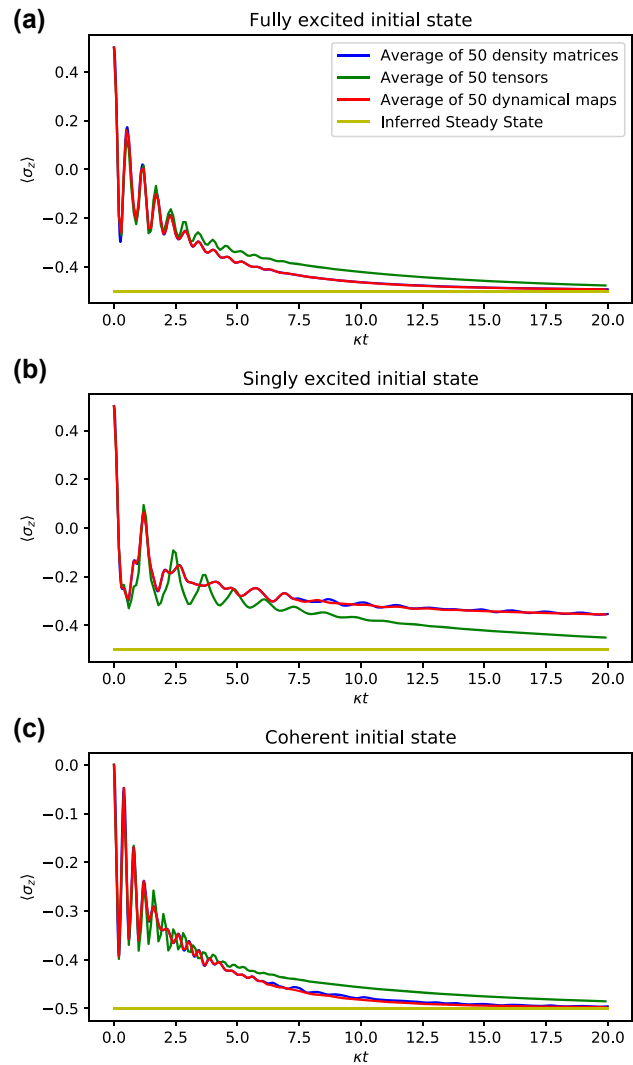 (a)
Fully excited initial state
Average of 50 density matrices
Average of 50 tensors
Average of 50 dynamical maps
Inferred Steady State
0.4
0.2
0.0
−0.2
−0.4
⟨σz⟩
0.0 2.5 5.0 7.5 10.0 12.5 15.0 17.5 20.0
κt
(b)
Singly excited initial state
0.4
0.2
0.0
−0.2
−0.4
⟨σz⟩
0.0 2.5 5.0 7.5 10.0 12.5 15.0 17.5 20.0
κt
(c)
Coherent initial state
0.0
−0.1
−0.2
−0.3
−0.4
−0.5
⟨σz⟩
0.0 2.5 5.0 7.5 10.0 12.5 15.0 17.5 20.0
κt